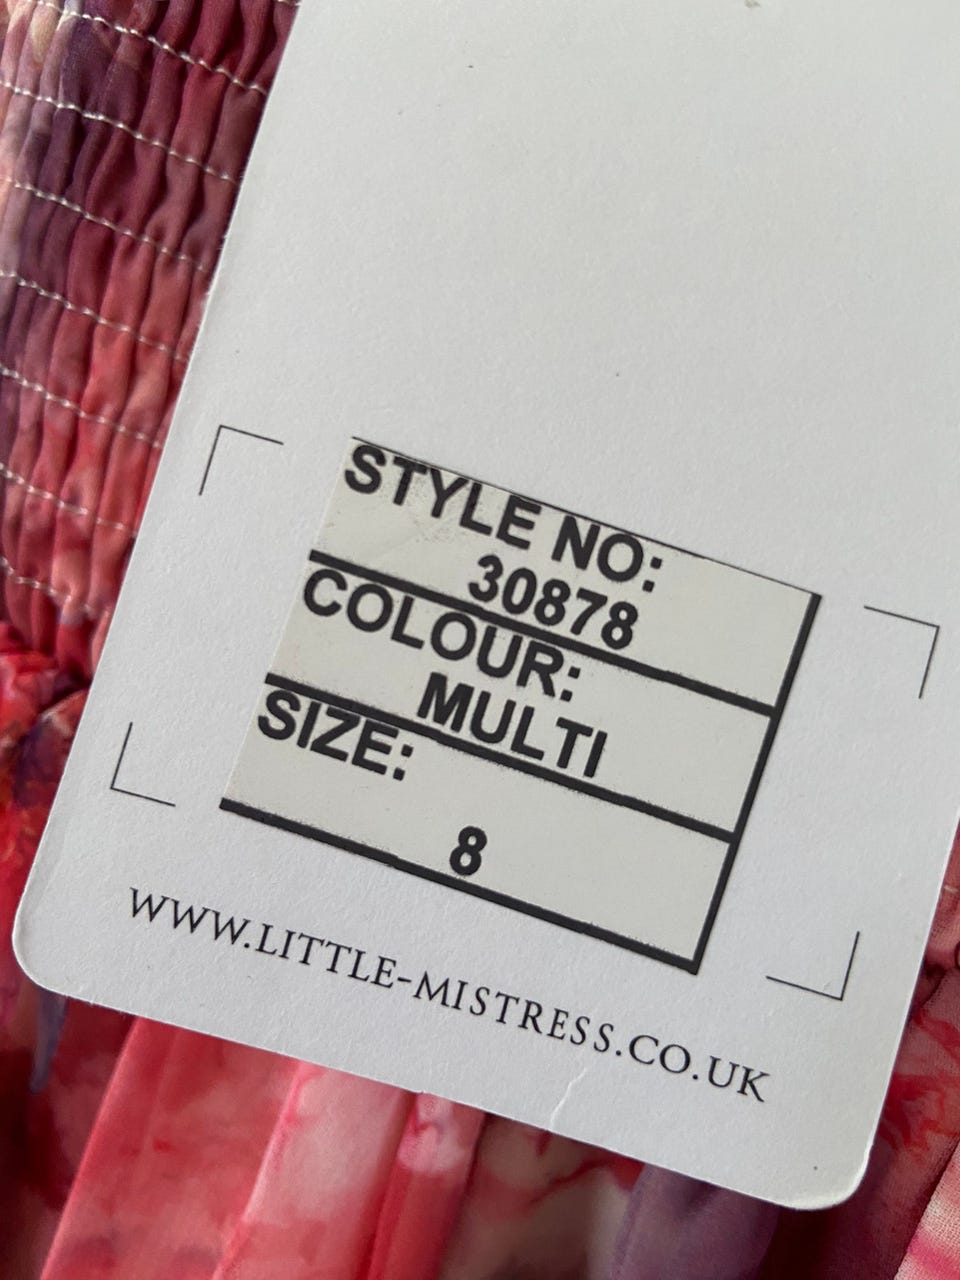 STYLE NO:
30878
COLOUR:
MULTI
SIZE:
8
WWW.LITTLE-MISTRESS.CO.UK